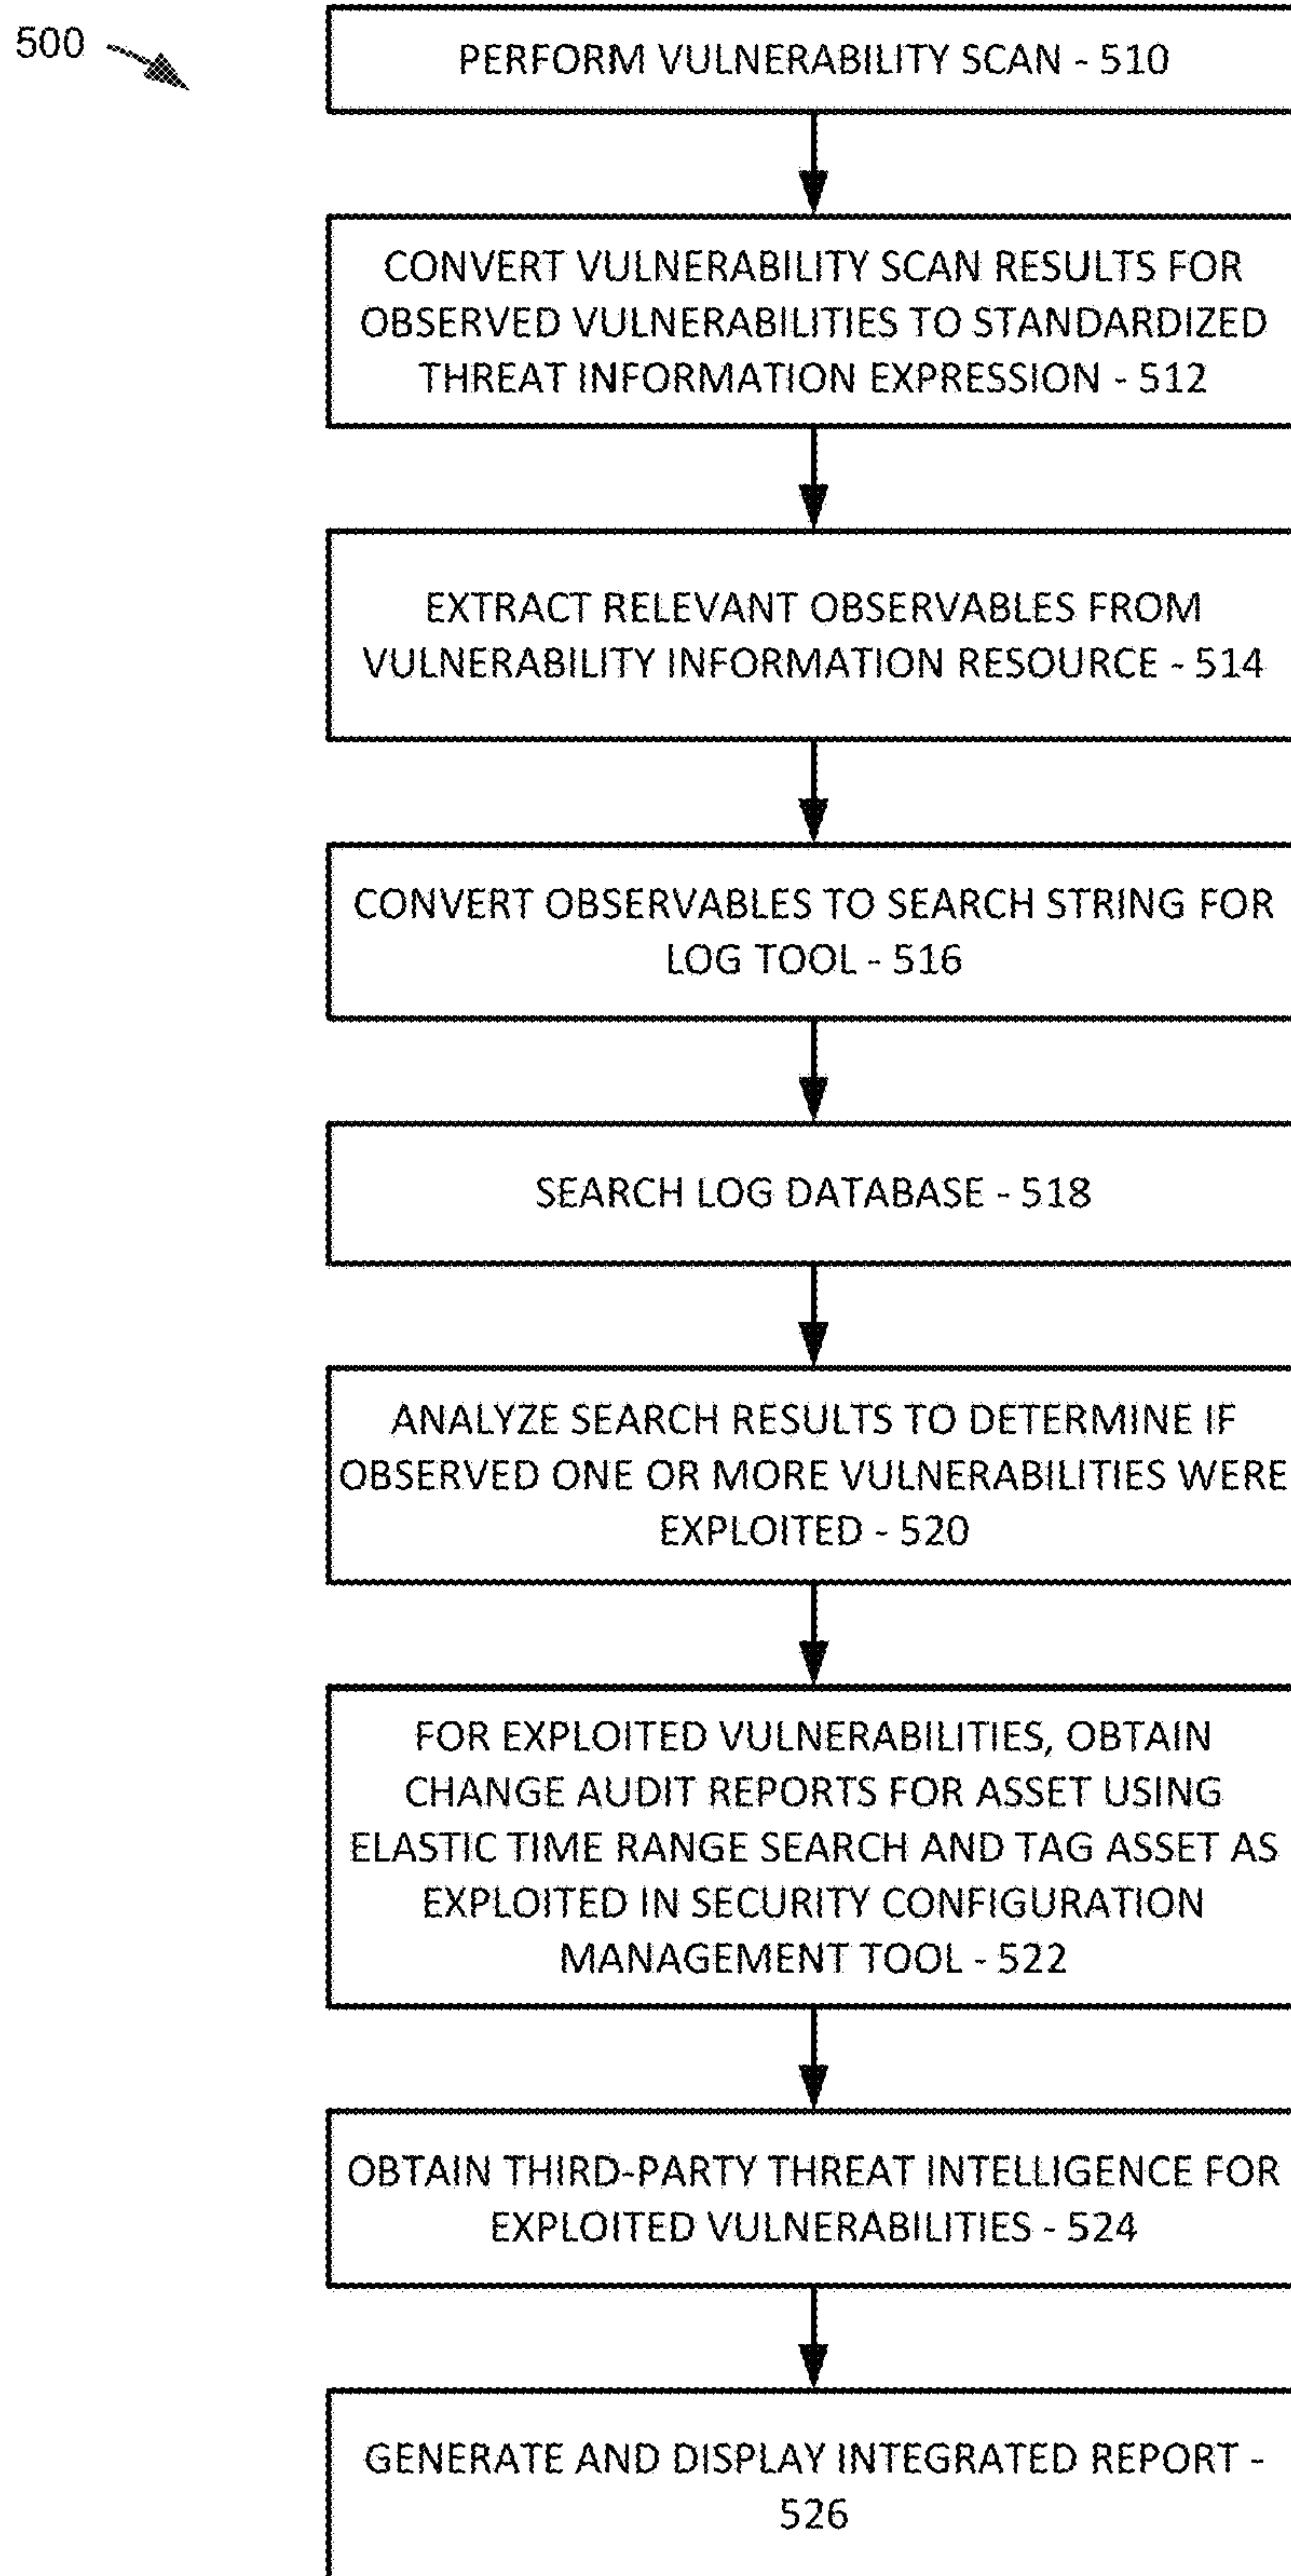 500
PERFORM VULNERABILITY SCAN - 510
CONVERT VULNERABILITY SCAN RESULTS FOR
OBSERVED VULNERABILITIES TO STANDARDIZED
THREAT INFORMATION EXPRESSION - 512
EXTRACT RELEVANT OBSERVABLES FROM
VULNERABILITY INFORMATION RESOURCE - 514
CONVERT OBSERVABLES TO SEARCH STRING FOR
LOG TOOL - 516
SEARCH LOG DATABASE - 518
ANALYZE SEARCH RESULTS TO DETERMINE IF
OBSERVED ONE OR MORE VULNERABILITIES WERE
EXPLOITED - 520
FOR EXPLOITED VULNERABILITIES, OBTAIN
CHANGE AUDIT REPORTS FOR ASSET USING
ELASTIC TIME RANGE SEARCH AND TAG ASSET AS
EXPLOITED IN SECURITY CONFIGURATION
MANAGEMENT TOOL - 522
OBTAIN THIRD-PARTY THREAT INTELLIGENCE FOR
EXPLOITED VULNERABILITIES - 524
GENERATE AND DISPLAY INTEGRATED REPORT -
526